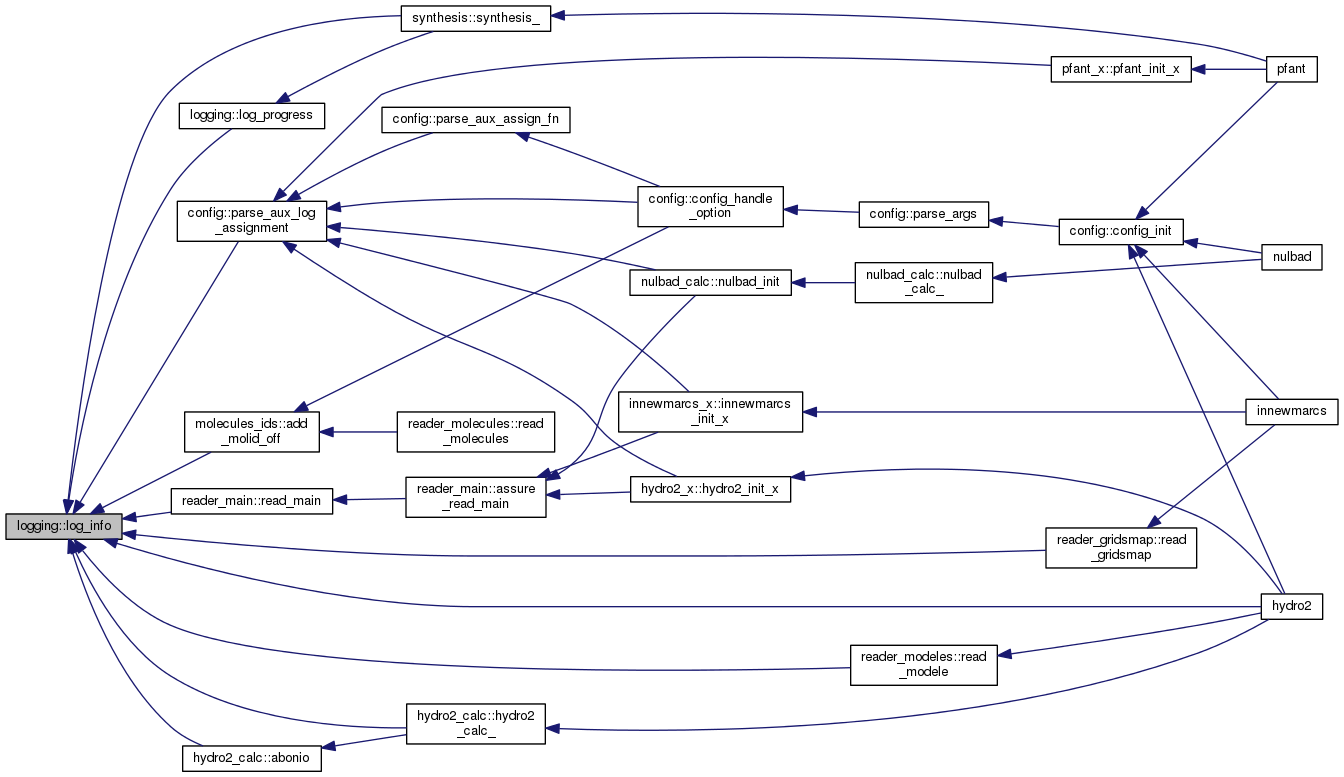 synthesis::synthesis_
pfant_x::pfant_init_x
pfant
logging::log_progress
config::parse_aux_assign_fn
config::parse_aux_log
_assignment
config::config_handle
_option
config::parse_args
config::config_init
nulbad
nulbad_calc::nulbad_init
nulbad_calc::nulbad
_calc_
innewmarcs_x::innewmarcs
_init_x
innewmarcs
molecules_ids::add
_molid_off
reader_molecules::read
_molecules
reader_main::read_main
reader_main::assure
_read_main
hydro2_x::hydro2_init_x
logging::log_info
reader_gridsmap::read
_gridsmap
hydro2
reader_modeles::read
_modele
hydro2_calc::hydro2
_calc_
hydro2_calc::abonio